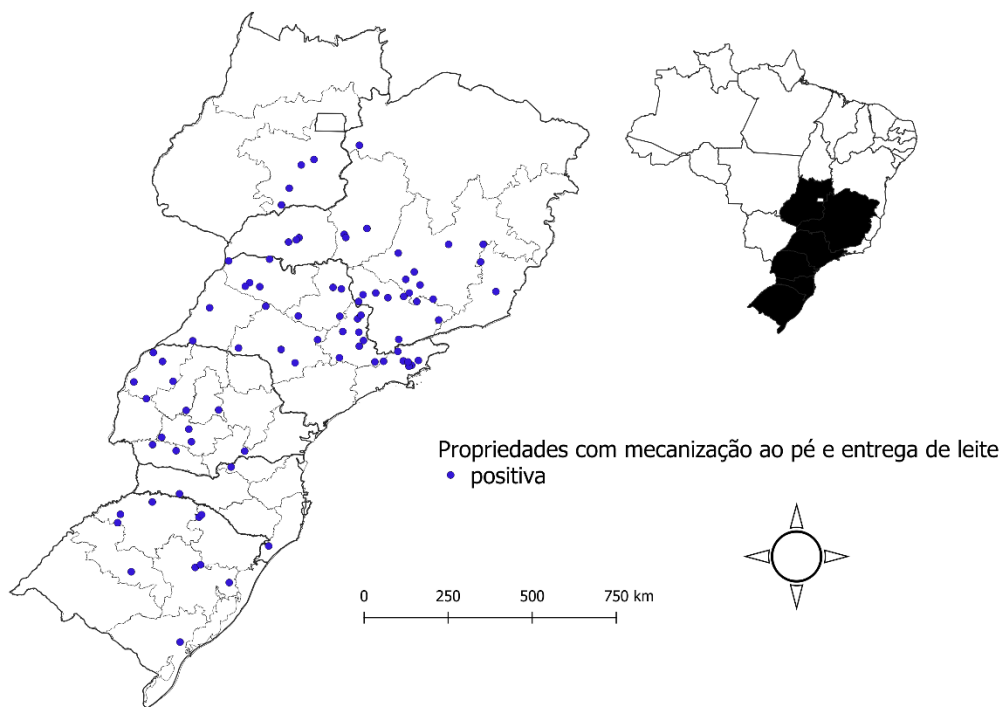 Propriedades com mecanização ao pé e entrega de leite
positiva
0 250 500 750 km